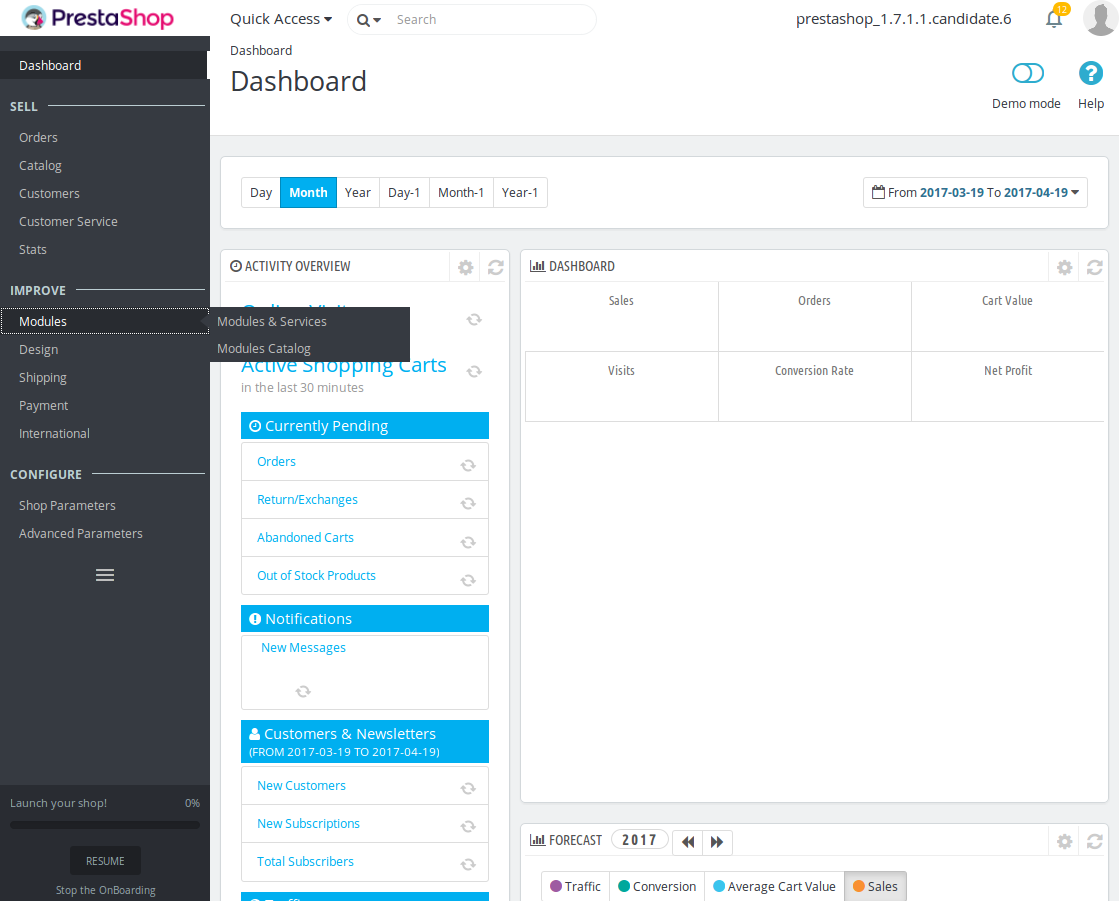 PrestaShop
Quick Access
Search
prestashop_1.7.1.1.candidate.6
12
Dashboard
Dashboard
Demo mode
Help
Dashboard
SELL
Orders
Catalog
Customers
Customer Service
Stats
IMPROVE
Modules
Modules & Services
Modules Catalog
Design
Shipping
Payment
International
CONFIGURE
Shop Parameters
Advanced Parameters
Launch your shop! 0%
RESUME
Stop the OnBoarding
Day Month Year Day-1 Month-1 Year-1
From 2017-03-19 To 2017-04-19
ACTIVITY OVERVIEW
Active Shopping Carts
in the last 30 minutes
Currently Pending
Orders
Return/Exchanges
Abandoned Carts
Out of Stock Products
Notifications
New Messages
Customers & Newsletters
(FROM 2017-03-19 TO 2017-04-19)
New Customers
New Subscriptions
Total Subscribers
DASHBOARD
Sales Orders Cart Value
Visits Conversion Rate Net Profit
FORECAST 2017
Traffic Conversion Average Cart Value Sales